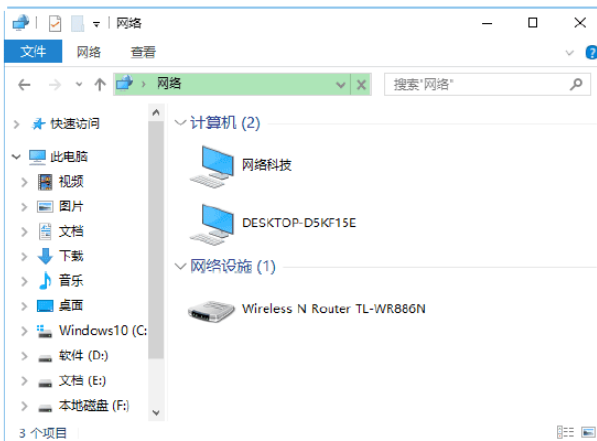 网络
文件 网络 查看
网络
搜索"网络"
快速访问
此电脑
视频
图片
文档
下载
音乐
桌面
Windows10 (C:
软件 (D:)
文档 (E:)
本地磁盘 (F:)
计算机 (2)
网络科技
DESKTOP-D5KF15E
网络设施 (1)
Wireless N Router TL-WR886N
3 个项目